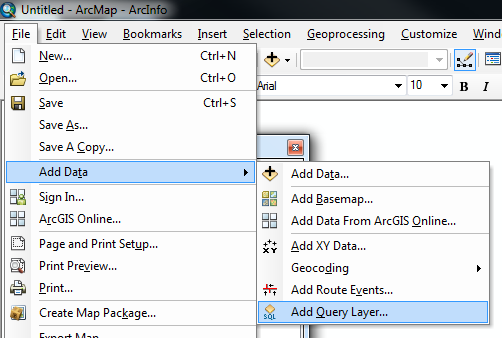 Untitled - ArcMap - ArcInfo
File Edit View Bookmarks Insert Selection Geoprocessing Customize
New... Ctrl+N
Open... Ctrl+O
Arial 10 B I
Save Ctrl+S
Save As...
Save A Copy...
Add Data
Sign In...
ArcGIS Online...
Page and Print Setup...
Print Preview...
Print...
Create Map Package...
Export Map
Add Data...
Add Basemap...
Add Data From ArcGIS Online...
Add XY Data...
Geocoding
Add Route Events...
SQL Add Query Layer...